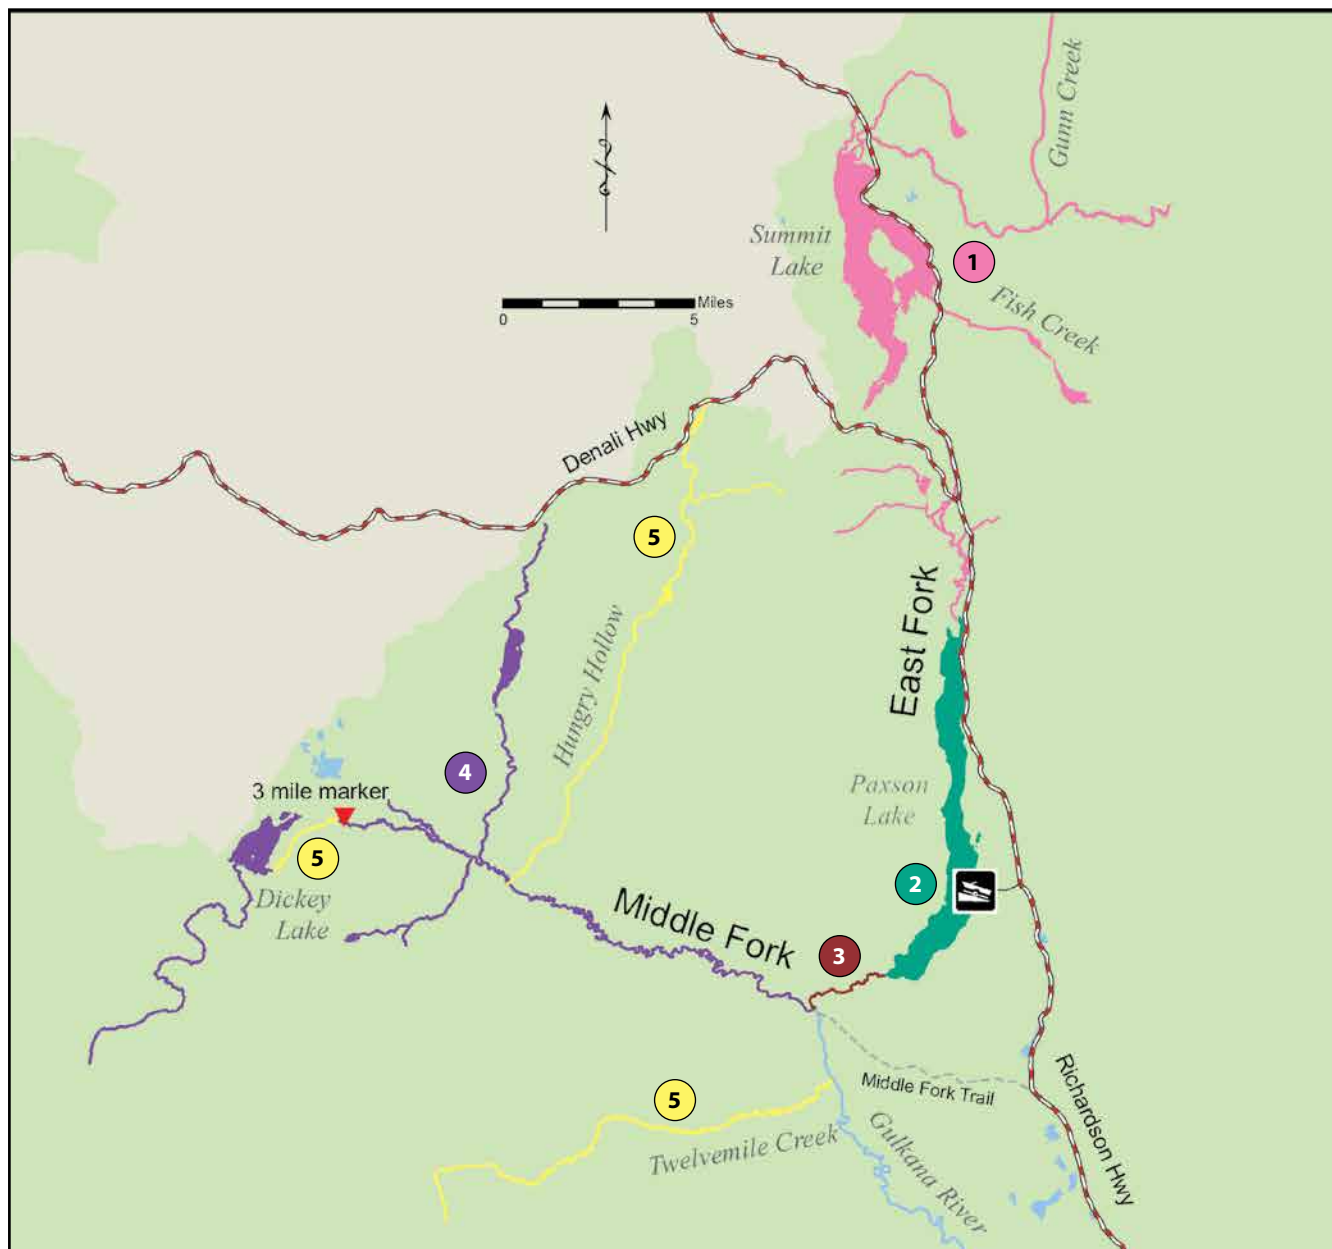 Gunn Creek
Summit
Lake
1
Miles
0
5
Fish Creek
Denali Hwy
5
East Fork
Hungry Hollow
4
3 mile marker
Paxson
Lake
5
2
Dickey
Lake
Middle Fork
3
Middle Fork Trail
Richardson Hwy
5
Twelvemile Creek
Gulkana River